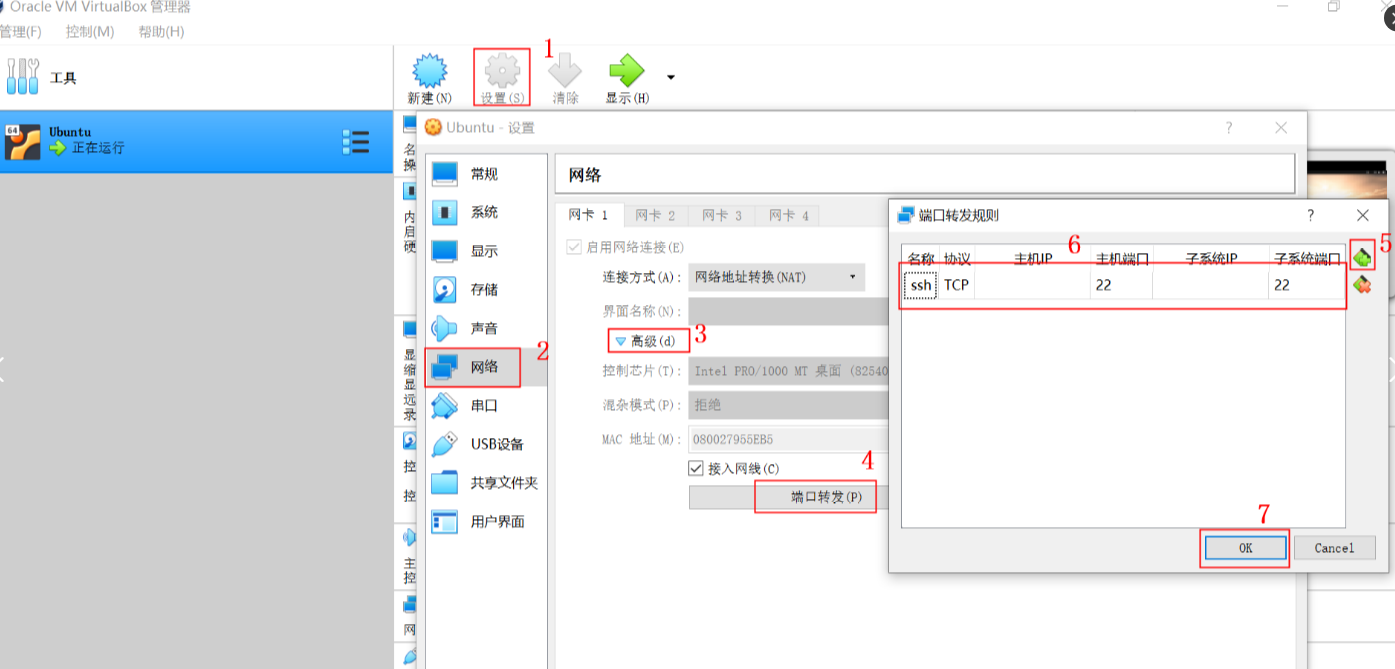 Oracle VM VirtualBox 管理器
管理(F) 控制(M) 帮助(H)
工具
新建(N) 设置(S) 1 清除 显示(H)
64 Ubuntu
正在运行
名
操
内
启
硬
显
缩
显
远
录
控
控
主
控
网
Ubuntu - 设置 ?
常规
系统
显示
存储
声音
网络 2
串口
USB设备
共享文件夹
用户界面
网络
网卡 1 网卡 2 网卡 3 网卡 4
启用网络连接(E)
连接方式(A): 网络地址转换(NAT)
界面名称(N):
高级(d) 3
控制芯片(T): Intel PRO/1000 MT 桌面 (82540
混杂模式(P): 拒绝
MAC 地址(M): 080027955EB5
接入网线(C)
4
端口转发(P)
端口转发规则 ?
6 5
名称 协议 主机IP 主机端口 子系统IP 子系统端口
ssh TCP 22 22
7
OK Cancel